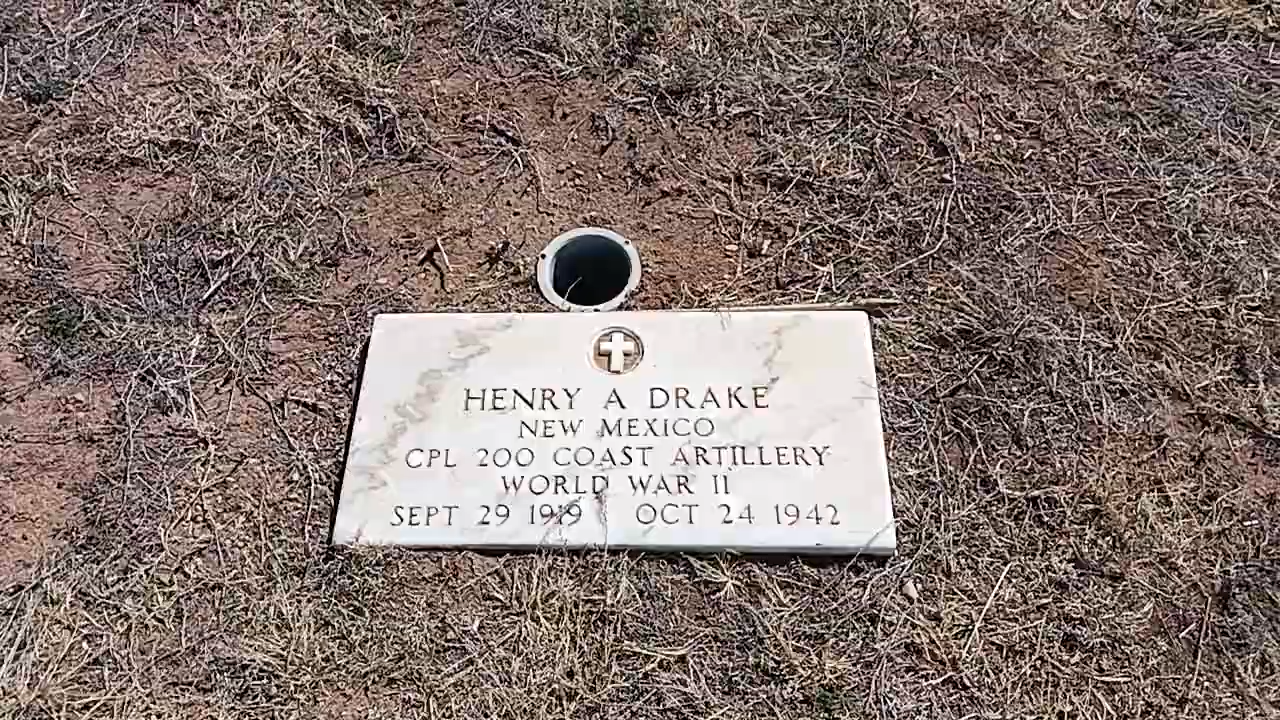 HENRY A DRAKE
NEW MEXICO
CPL 200 COAST ARTILLERY
WORLD WAR II
SEPT 29 1919 OCT 24 1942